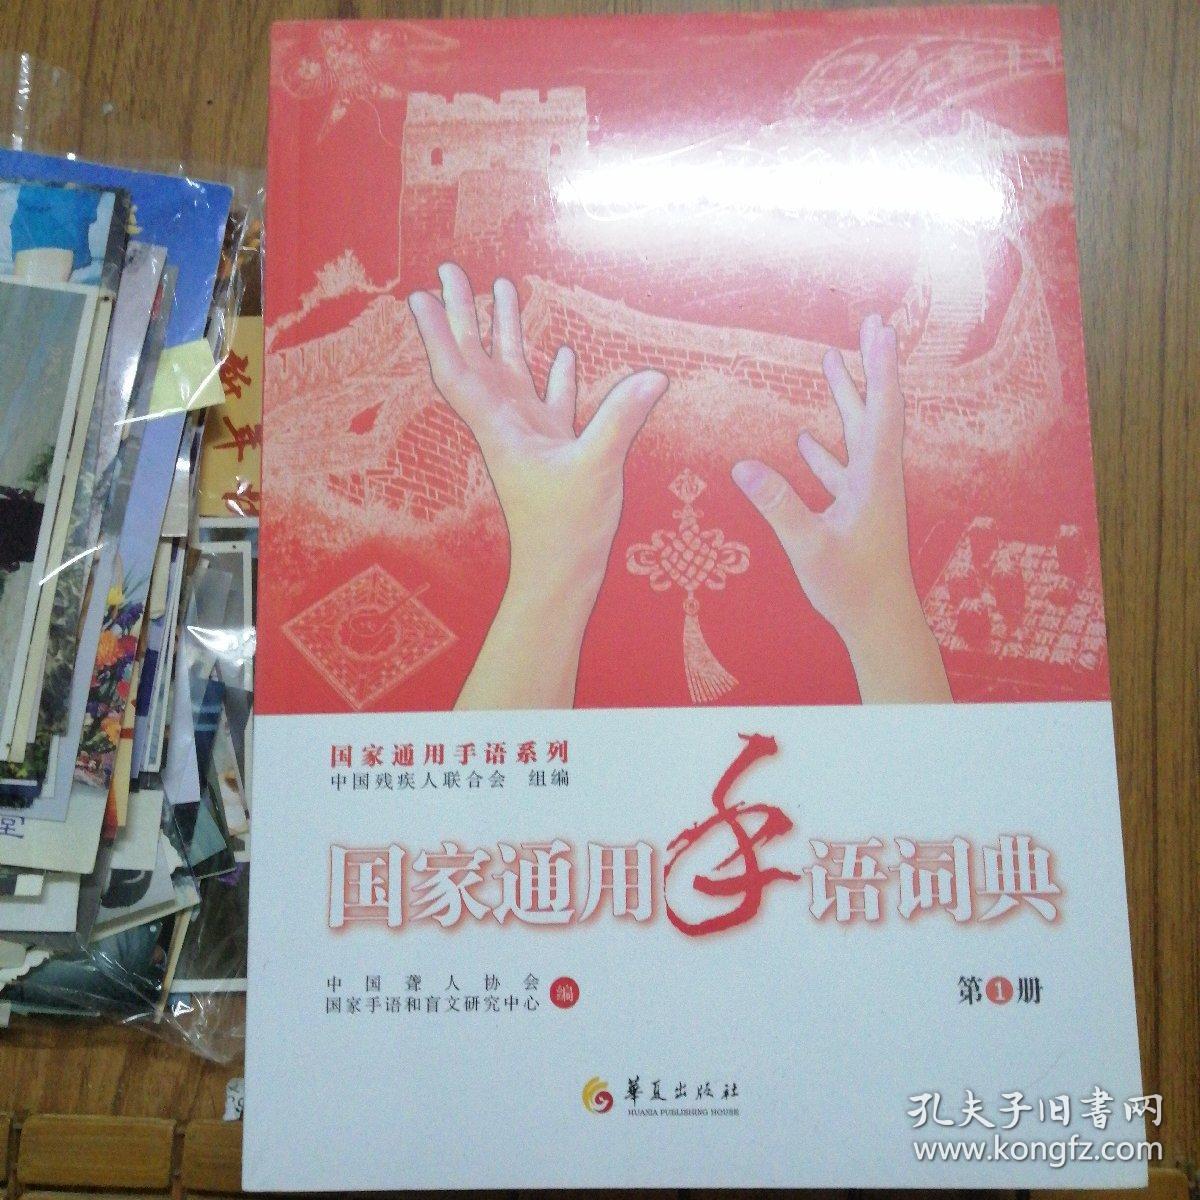 国家通用手语系列
中国残疾人联合会 组编
国家通用手语词典
中国聋人协会
国家手语和盲文研究中心
编
第1册
华夏出版社
HUAXIA PUBLISHING HOUSE
孔夫子旧書网
www.kongfz.com